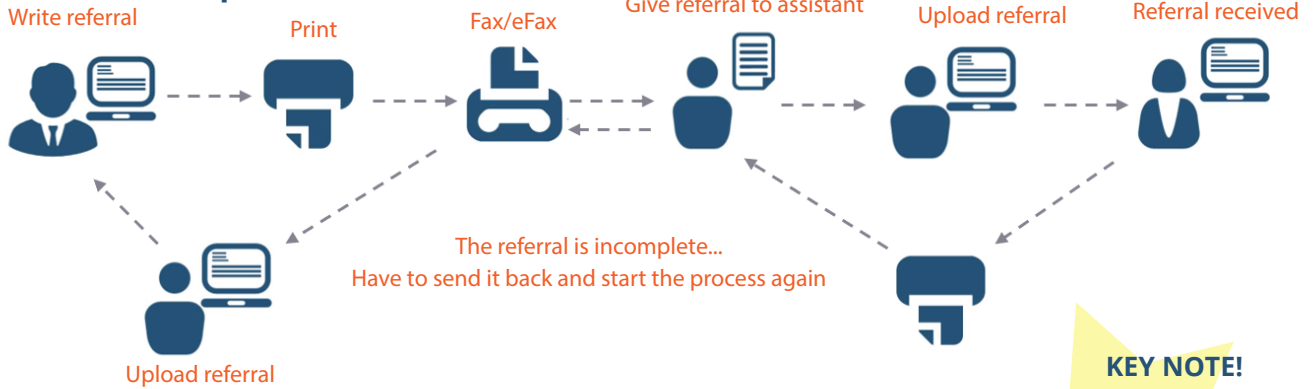 Write referral
Print
Fax/eFax
Give referral to assistant
Upload referral
Referral received
The referral is incomplete...
Have to send it back and start the process again
Upload referral
KEY NOTE!